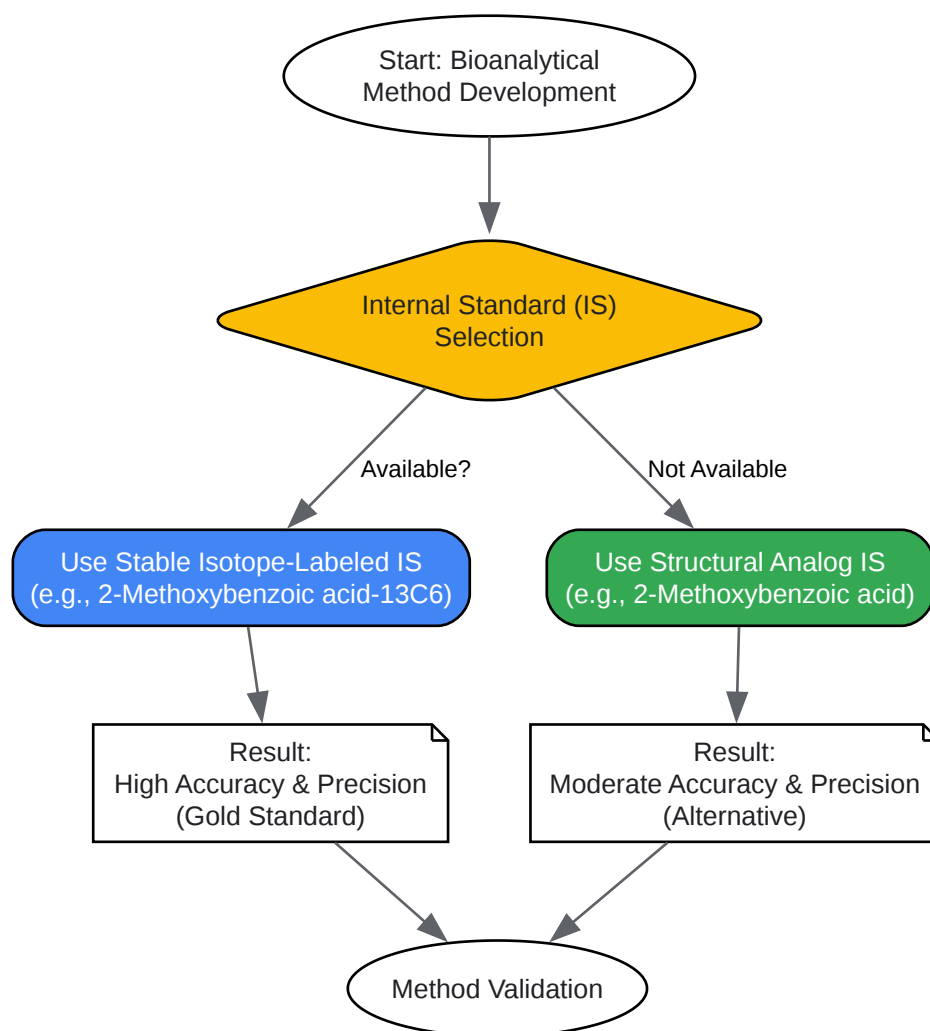 Start: Bioanalytical
Method Development
Internal Standard (IS)
Selection
Available?
Not Available
Use Stable Isotope-Labeled IS
(e.g., 2-Methoxybenzoic acid-13C6)
Use Structural Analog IS
(e.g., 2-Methoxybenzoic acid)
Result:
High Accuracy & Precision
(Gold Standard)
Result:
Moderate Accuracy & Precision
(Alternative)
Method Validation